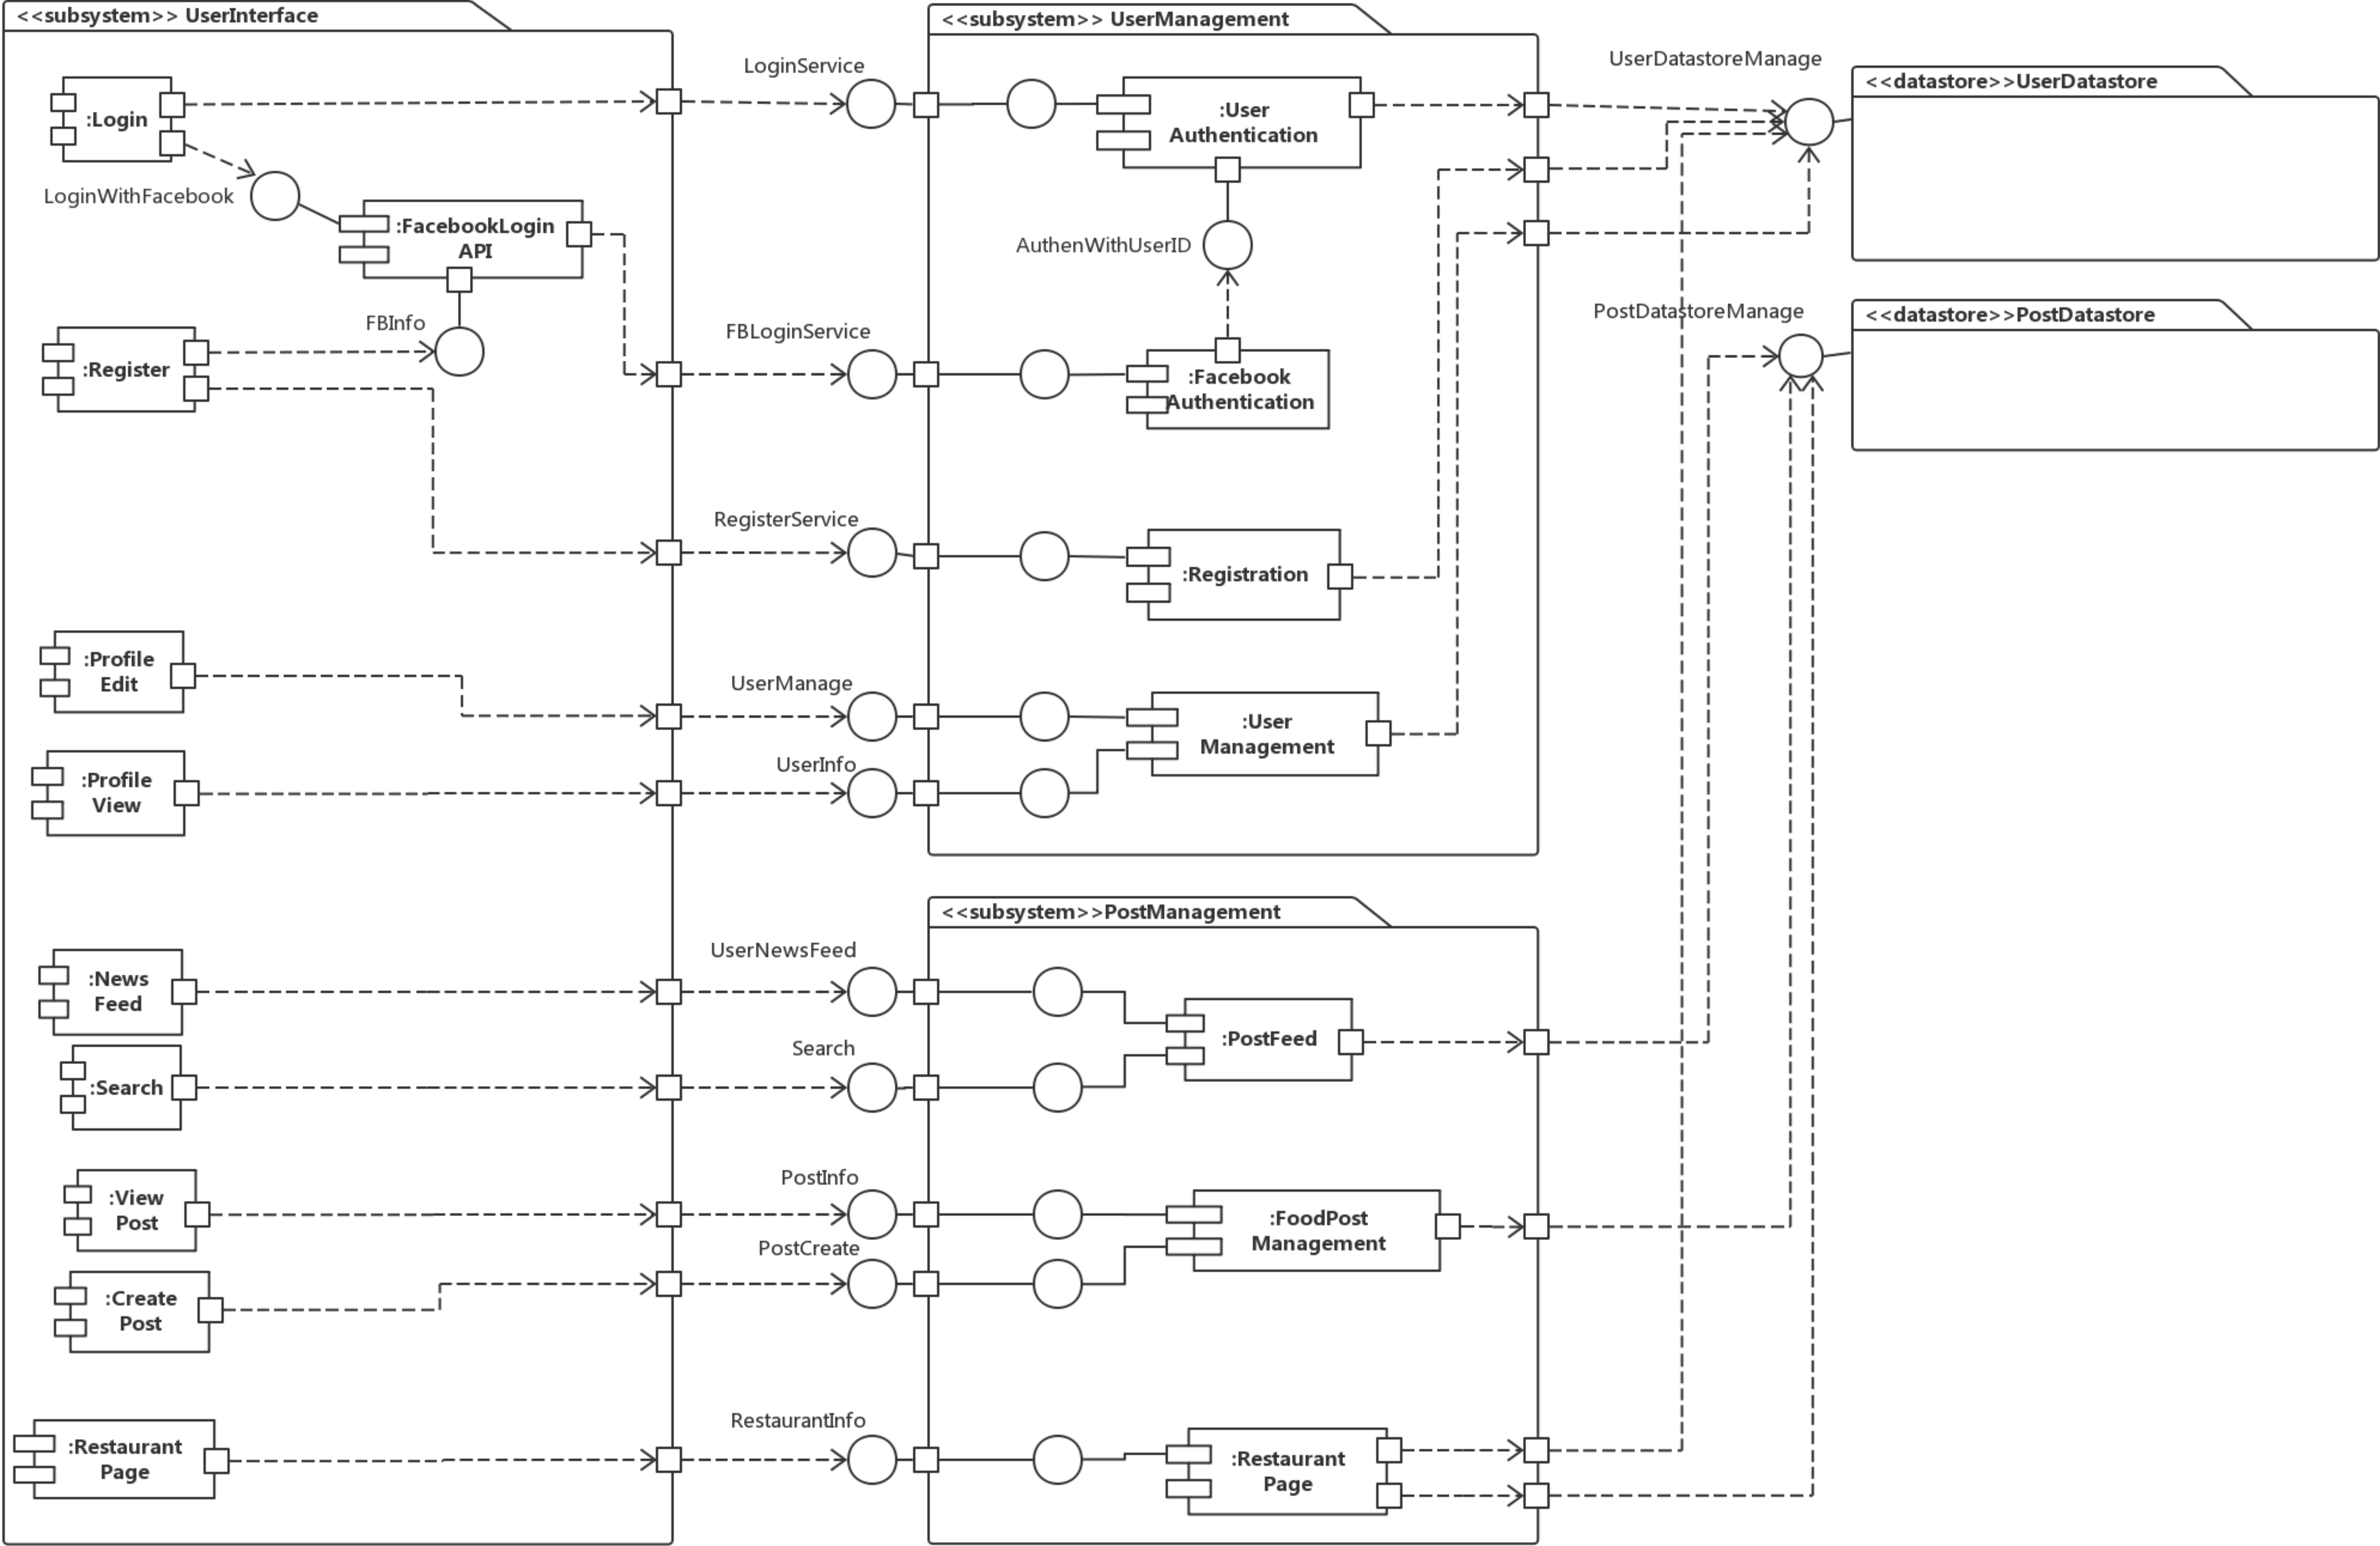 <<subsystem>> UserInterface
:Login
LoginWithFacebook
:FacebookLogin
API
FBInfo
:Register
:Profile
Edit
:Profile
View
:News
Feed
:Search
:View
Post
:Create
Post
:Restaurant
Page
LoginService
FBLoginService
RegisterService
UserManage
UserInfo
UserNewsFeed
Search
PostInfo
PostCreate
RestaurantInfo
<<subsystem>> UserManagement
:User
Authentication
AuthenWithUserID
:Facebook
Authentication
:Registration
:User
Management
<<subsystem>>PostManagement
:PostFeed
:FoodPost
Management
:Restaurant
Page
UserDatastoreManage
<<datastore>>UserDatastore
PostDatastoreManage
<<datastore>>PostDatastore